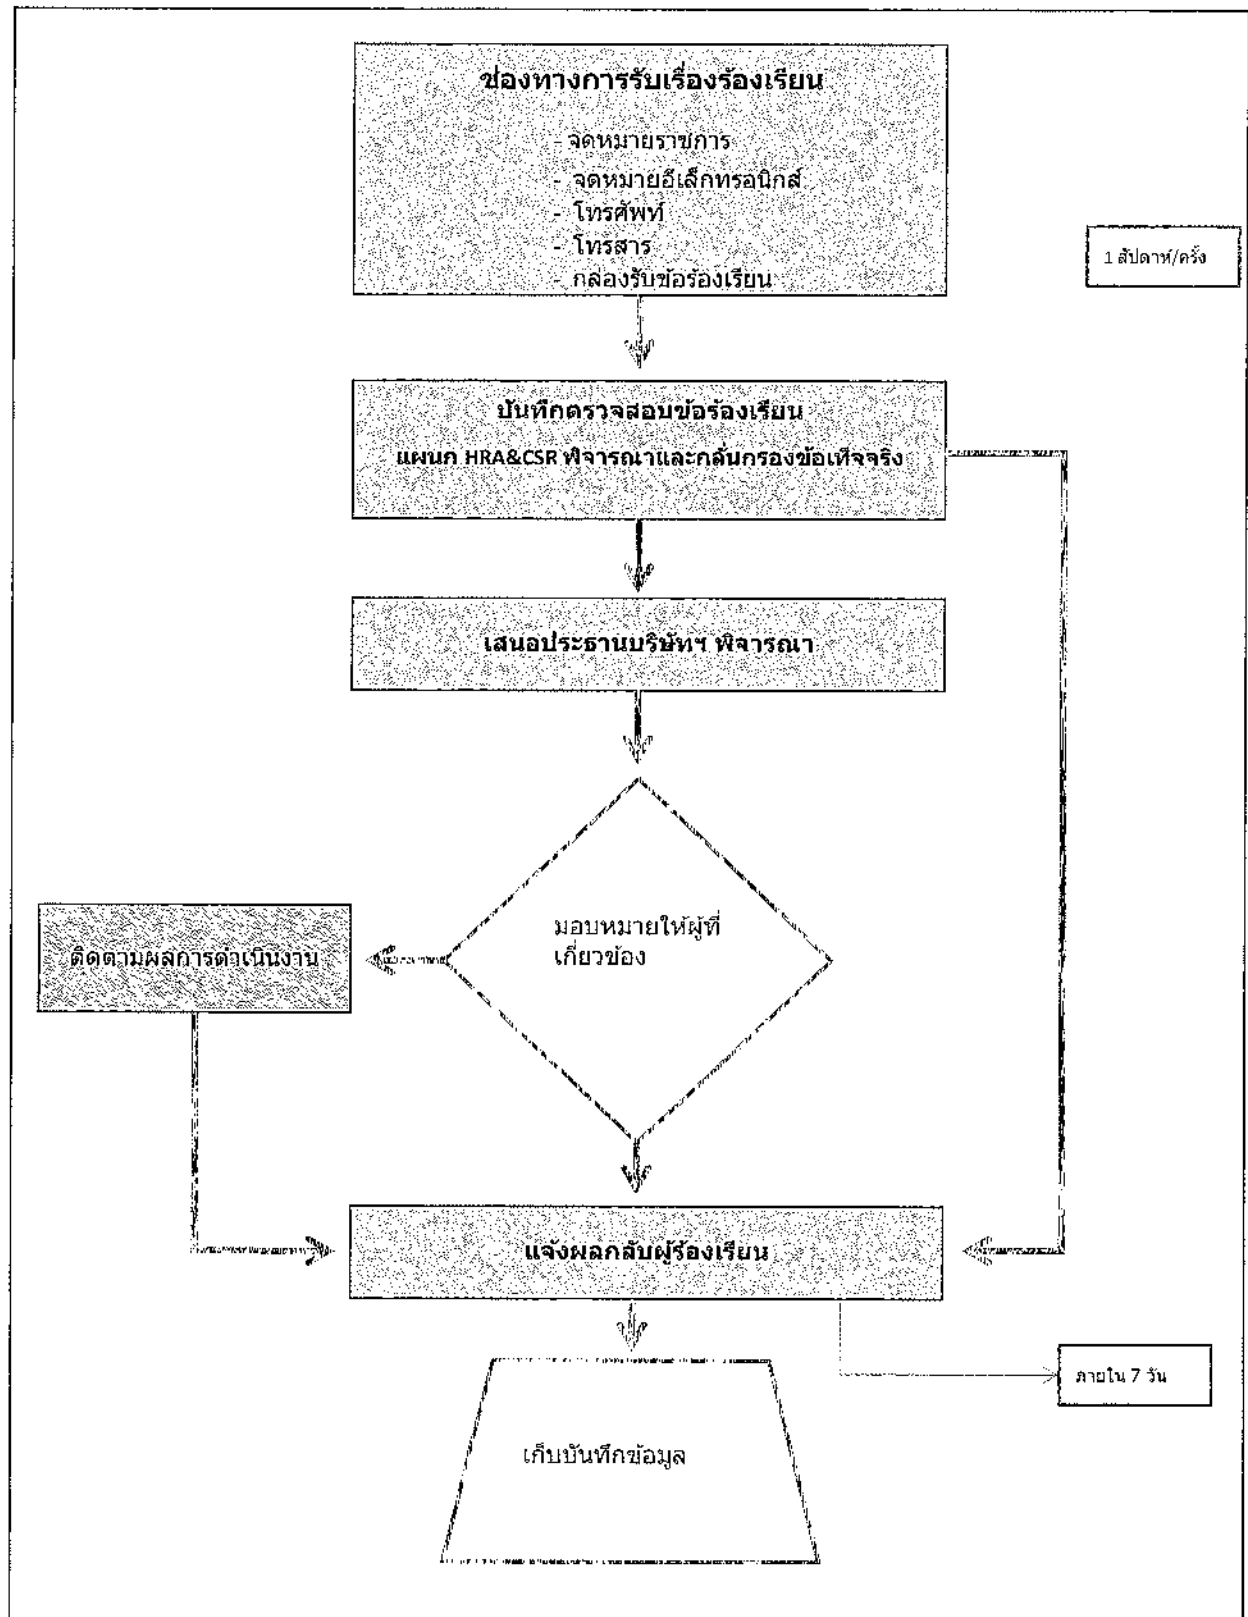 ช่องทางการรับเรื่องร้องเรียน
- จดหมายราชการ
- จดหมายอีเล็กทรอนิกส์
- โทรศัพท์
- โทรสาร
- กล่องรับข้อร้องเรียน
1 สัปดาห์/ครั้ง
บันทึกตรวจสอบข้อร้องเรียน
แผนก HRA&CSR พิจารณาและกลั่นกรองข้อเท็จจริง
เสนอประธานบริษัทฯ พิจารณา
มอบหมายให้ผู้ที่
เกี่ยวข้อง
ติดตามผลการดำเนินงาน
แจ้งผลกลับผู้ร้องเรียน
ภายใน 7 วัน
เก็บบันทึกข้อมูล